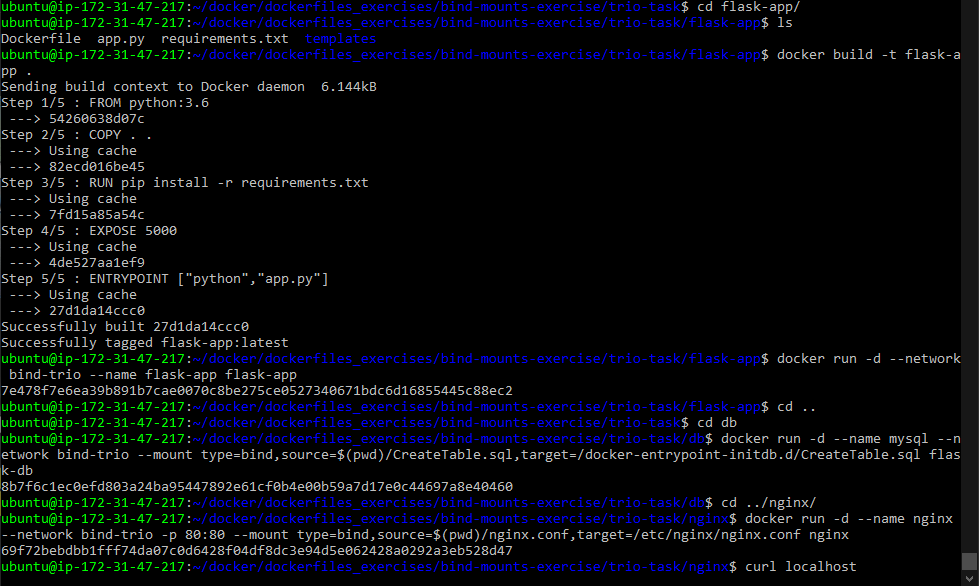 ubuntu@ip-172-31-47-217:~/docker/dockerfiles_exercises/bind-mounts-exercise/trio-task$ cd flask-app/
ubuntu@ip-172-31-47-217:~/docker/dockerfiles_exercises/bind-mounts-exercise/trio-task/flask-app$ ls
Dockerfile  app.py  requirements.txt  templates
ubuntu@ip-172-31-47-217:~/docker/dockerfiles_exercises/bind-mounts-exercise/trio-task/flask-app$ docker build -t flask-a
pp .
Sending build context to Docker daemon  6.144kB
Step 1/5 : FROM python:3.6
 ---> 54260638d07c
Step 2/5 : COPY . .
 ---> Using cache
 ---> 82ecd016be45
Step 3/5 : RUN pip install -r requirements.txt
 ---> Using cache
 ---> 7fd15a85a54c
Step 4/5 : EXPOSE 5000
 ---> Using cache
 ---> 4de527aa1ef9
Step 5/5 : ENTRYPOINT ["python","app.py"]
 ---> Using cache
 ---> 27d1da14ccc0
Successfully built 27d1da14ccc0
Successfully tagged flask-app:latest
ubuntu@ip-172-31-47-217:~/docker/dockerfiles_exercises/bind-mounts-exercise/trio-task/flask-app$ docker run -d --network
 bind-trio --name flask-app flask-app
7e478f7e6ea39b891b7cae0070c8be275ce0527340671bdc6d16855445c88ec2
ubuntu@ip-172-31-47-217:~/docker/dockerfiles_exercises/bind-mounts-exercise/trio-task/flask-app$ cd ..
ubuntu@ip-172-31-47-217:~/docker/dockerfiles_exercises/bind-mounts-exercise/trio-task$ cd db
ubuntu@ip-172-31-47-217:~/docker/dockerfiles_exercises/bind-mounts-exercise/trio-task/db$ docker run -d --name mysql --n
etwork bind-trio --mount type=bind,source=$(pwd)/CreateTable.sql,target=/docker-entrypoint-initdb.d/CreateTable.sql flas
k-db
8b7f6c1ec0efd803a24ba95447892e61cf0b4e00b59a7d17e0c44697a8e40460
ubuntu@ip-172-31-47-217:~/docker/dockerfiles_exercises/bind-mounts-exercise/trio-task/db$ cd ../nginx/
ubuntu@ip-172-31-47-217:~/docker/dockerfiles_exercises/bind-mounts-exercise/trio-task/nginx$ docker run -d --name nginx
--network bind-trio -p 80:80 --mount type=bind,source=$(pwd)/nginx.conf,target=/etc/nginx/nginx.conf nginx
69f72bebdbb1fff74da07c0d6428f04df8dc3e94d5e062428a0292a3eb528d47
ubuntu@ip-172-31-47-217:~/docker/dockerfiles_exercises/bind-mounts-exercise/trio-task/nginx$ curl localhost